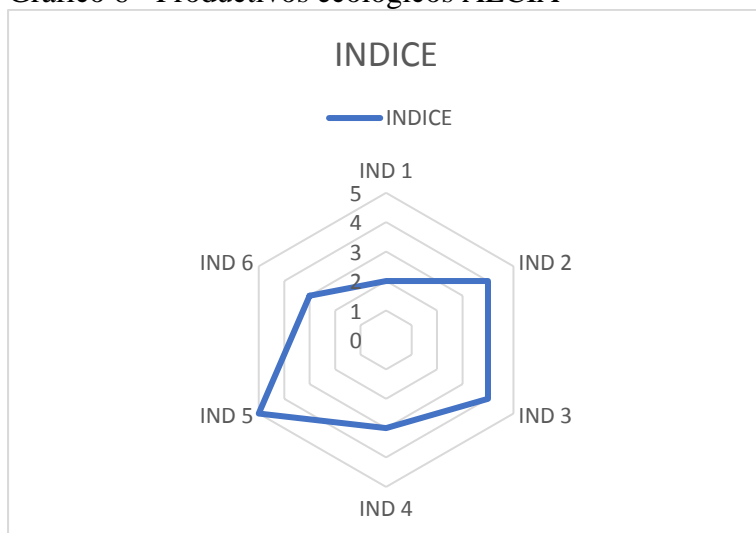 Gráfico 6 - Productivos ecológicos AECIA
INDICE
INDICE
IND 1
5
4
IND 6
IND 2
3
2
1
0
IND 5
IND 3
IND 4